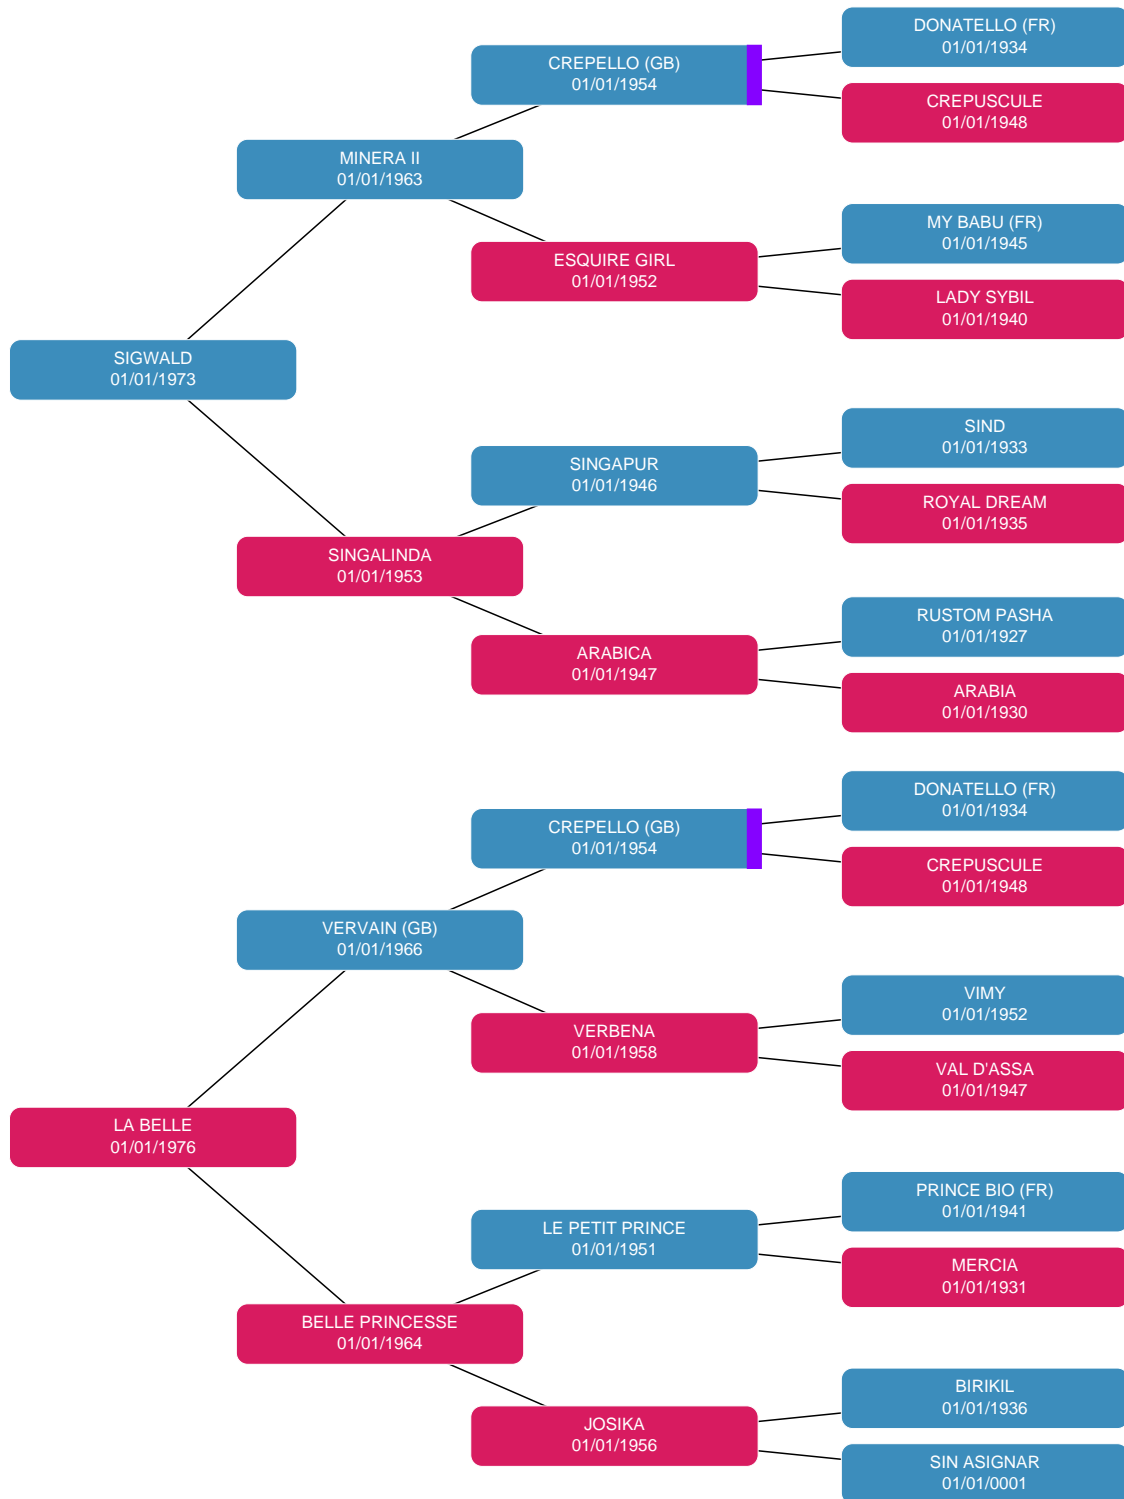 DONATELLO (FR)
01/01/1934
CREPELLO (GB)
01/01/1954
CREPUSCULE
01/01/1948
MINERA II
01/01/1963
MY BABU (FR)
01/01/1945
ESQUIRE GIRL
01/01/1952
LADY SYBIL
01/01/1940
SIGWALD
01/01/1973
SIND
01/01/1933
SINGAPUR
01/01/1946
ROYAL DREAM
01/01/1935
SINGALINDA
01/01/1953
RUSTOM PASHA
01/01/1927
ARABICA
01/01/1947
ARABIA
01/01/1930
DONATELLO (FR)
01/01/1934
CREPELLO (GB)
01/01/1954
CREPUSCULE
01/01/1948
VERVAIN (GB)
01/01/1966
VIMY
01/01/1952
VERBENA
01/01/1958
VAL D'ASSA
01/01/1947
LA BELLE
01/01/1976
PRINCE BIO (FR)
01/01/1941
LE PETIT PRINCE
01/01/1951
MERCIA
01/01/1931
BELLE PRINCESSE
01/01/1964
BIRIKIL
01/01/1936
JOSIKA
01/01/1956
SIN ASIGNAR
01/01/0001